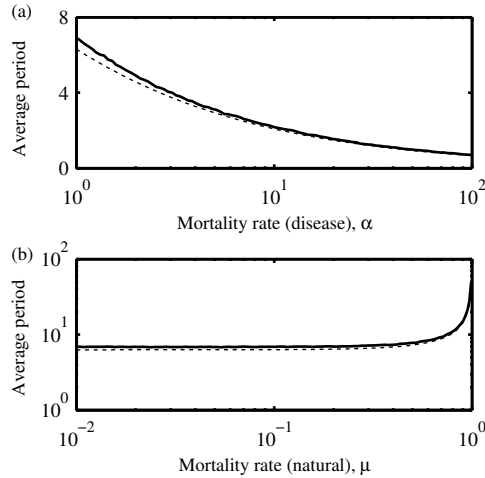 (a)
8
4
0
Average period
10^0
10^1
10^2
Mortality rate (disease), α
(b)
10^2
10^1
10^0
Average period
10^-2
10^-1
10^0
Mortality rate (natural), μ